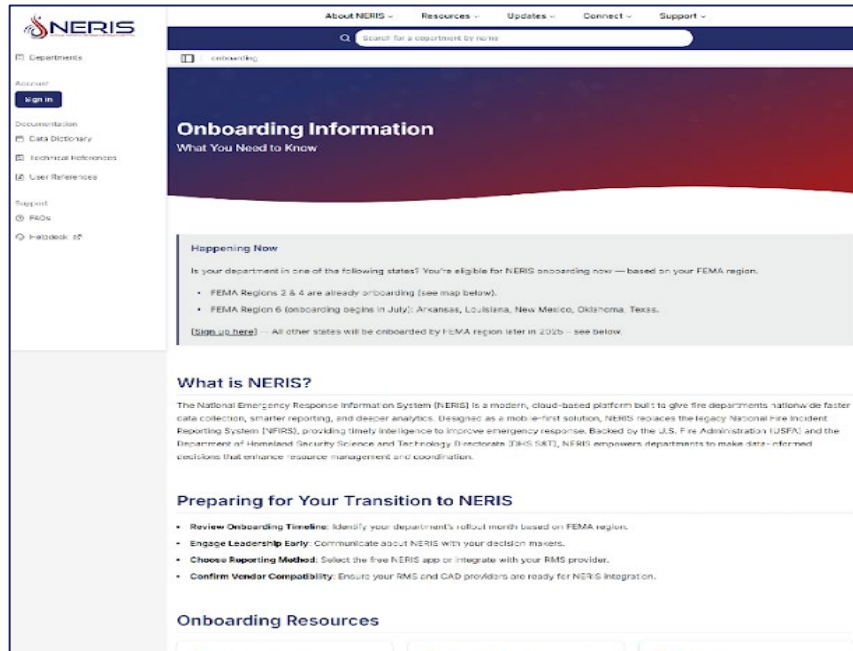 NERIS
About NERIS
Resources
Updates
Connect
Support
Search for a department by name
Departments
onboarding
Account
Sign in
Documentation
Data Dictionary
Technical References
User References
Support
FAQs
Helpdesk
Onboarding Information
What You Need to Know
Happening Now
Is your department in one of the following states? You're eligible for NERIS onboarding now — based on your FEMA region.
• FEMA Regions 2 & 4 are already onboarding (see map below).
• FEMA Region 6 (onboarding begins in July): Arkansas, Louisiana, New Mexico, Oklahoma, Texas.
[Sign up here] — All other states will be onboarded by FEMA region later in 2025 – see below.
What is NERIS?
The National Emergency Response Information System (NERIS) is a modern, cloud-based platform built to give fire departments nationwide faster
data collection, smarter reporting, and deeper analytics. Designed as a mobile-first solution, NERIS replaces the legacy National Fire Incident
Reporting System (NFIRS), providing timely intelligence to improve emergency response. Backed by the U.S. Fire Administration (USFA) and the
Department of Homeland Security Science and Technology Directorate (DHS S&T), NERIS empowers departments to make data-informed
decisions that enhance resource management and coordination.
Preparing for Your Transition to NERIS
• Review Onboarding Timeline: Identify your department's rollout month based on FEMA region.
• Engage Leadership Early: Communicate about NERIS with your decision makers.
• Choose Reporting Method: Select the free NERIS app or integrate with your RMS provider.
• Confirm Vendor Compatibility: Ensure your RMS and CAD providers are ready for NERIS integration.
Onboarding Resources